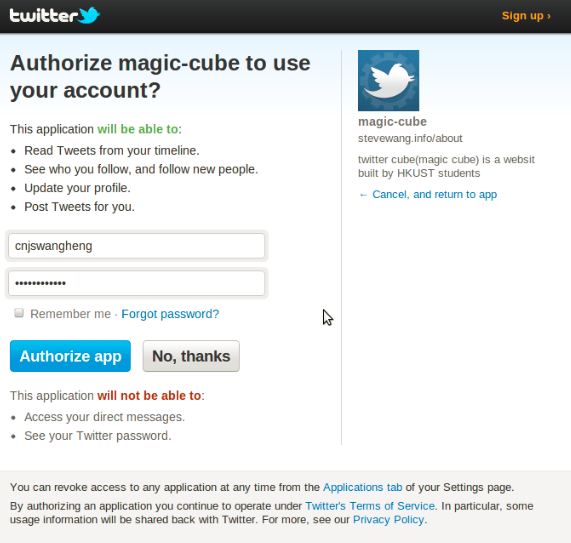 twitter
Sign up ›
Authorize magic-cube to use
your account?
This application will be able to:
• Read Tweets from your timeline.
• See who you follow, and follow new people.
• Update your profile.
• Post Tweets for you.
cnjswangheng
••••••••••••
Remember me · Forgot password?
Authorize app
No, thanks
This application will not be able to:
• Access your direct messages.
• See your Twitter password.
magic-cube
stevewang.info/about
twitter cube(magic cube) is a websit
built by HKUST students
← Cancel, and return to app
You can revoke access to any application at any time from the Applications tab of your Settings page.
By authorizing an application you continue to operate under Twitter's Terms of Service. In particular, some
usage information will be shared back with Twitter. For more, see our Privacy Policy.